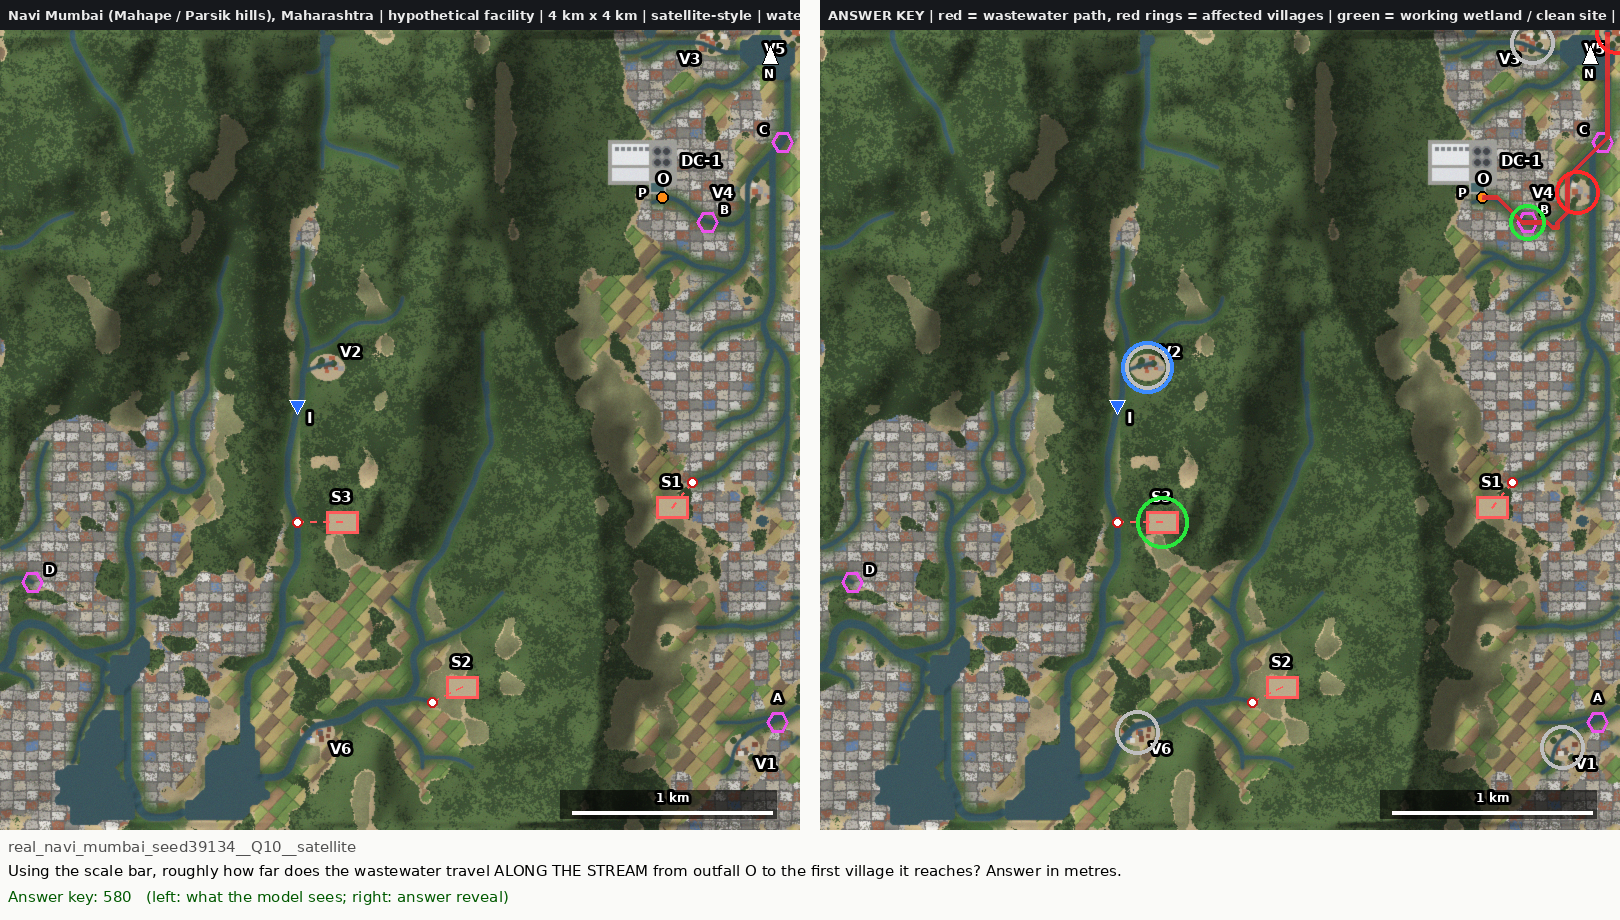 Navi Mumbai (Mahape / Parsik hills), Maharashtra | hypothetical facility | 4 km x 4 km | satellite-style | wate
V3
V5
N
C
DC-1
O
P
V4
B
V2
I
S1
S3
D
S2
A
V6
V1
1 km
ANSWER KEY | red = wastewater path, red rings = affected villages | green = working wetland / clean site |
V3
V5
N
C
DC-1
O
P
V4
B
V2
I
S1
S3
D
S2
A
V6
V1
1 km
real_navi_mumbai_seed39134__Q10__satellite
Using the scale bar, roughly how far does the wastewater travel ALONG THE STREAM from outfall O to the first village it reaches? Answer in metres.
Answer key: 580 (left: what the model sees; right: answer reveal)